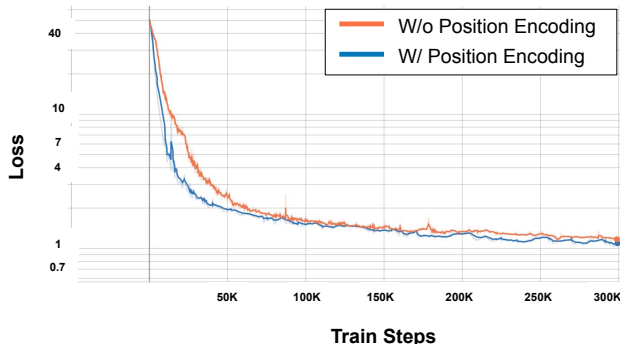 W/o Position Encoding
W/ Position Encoding
Loss
40
10
7
4
1
0.7
50K 100K 150K 200K 250K 300K
Train Steps